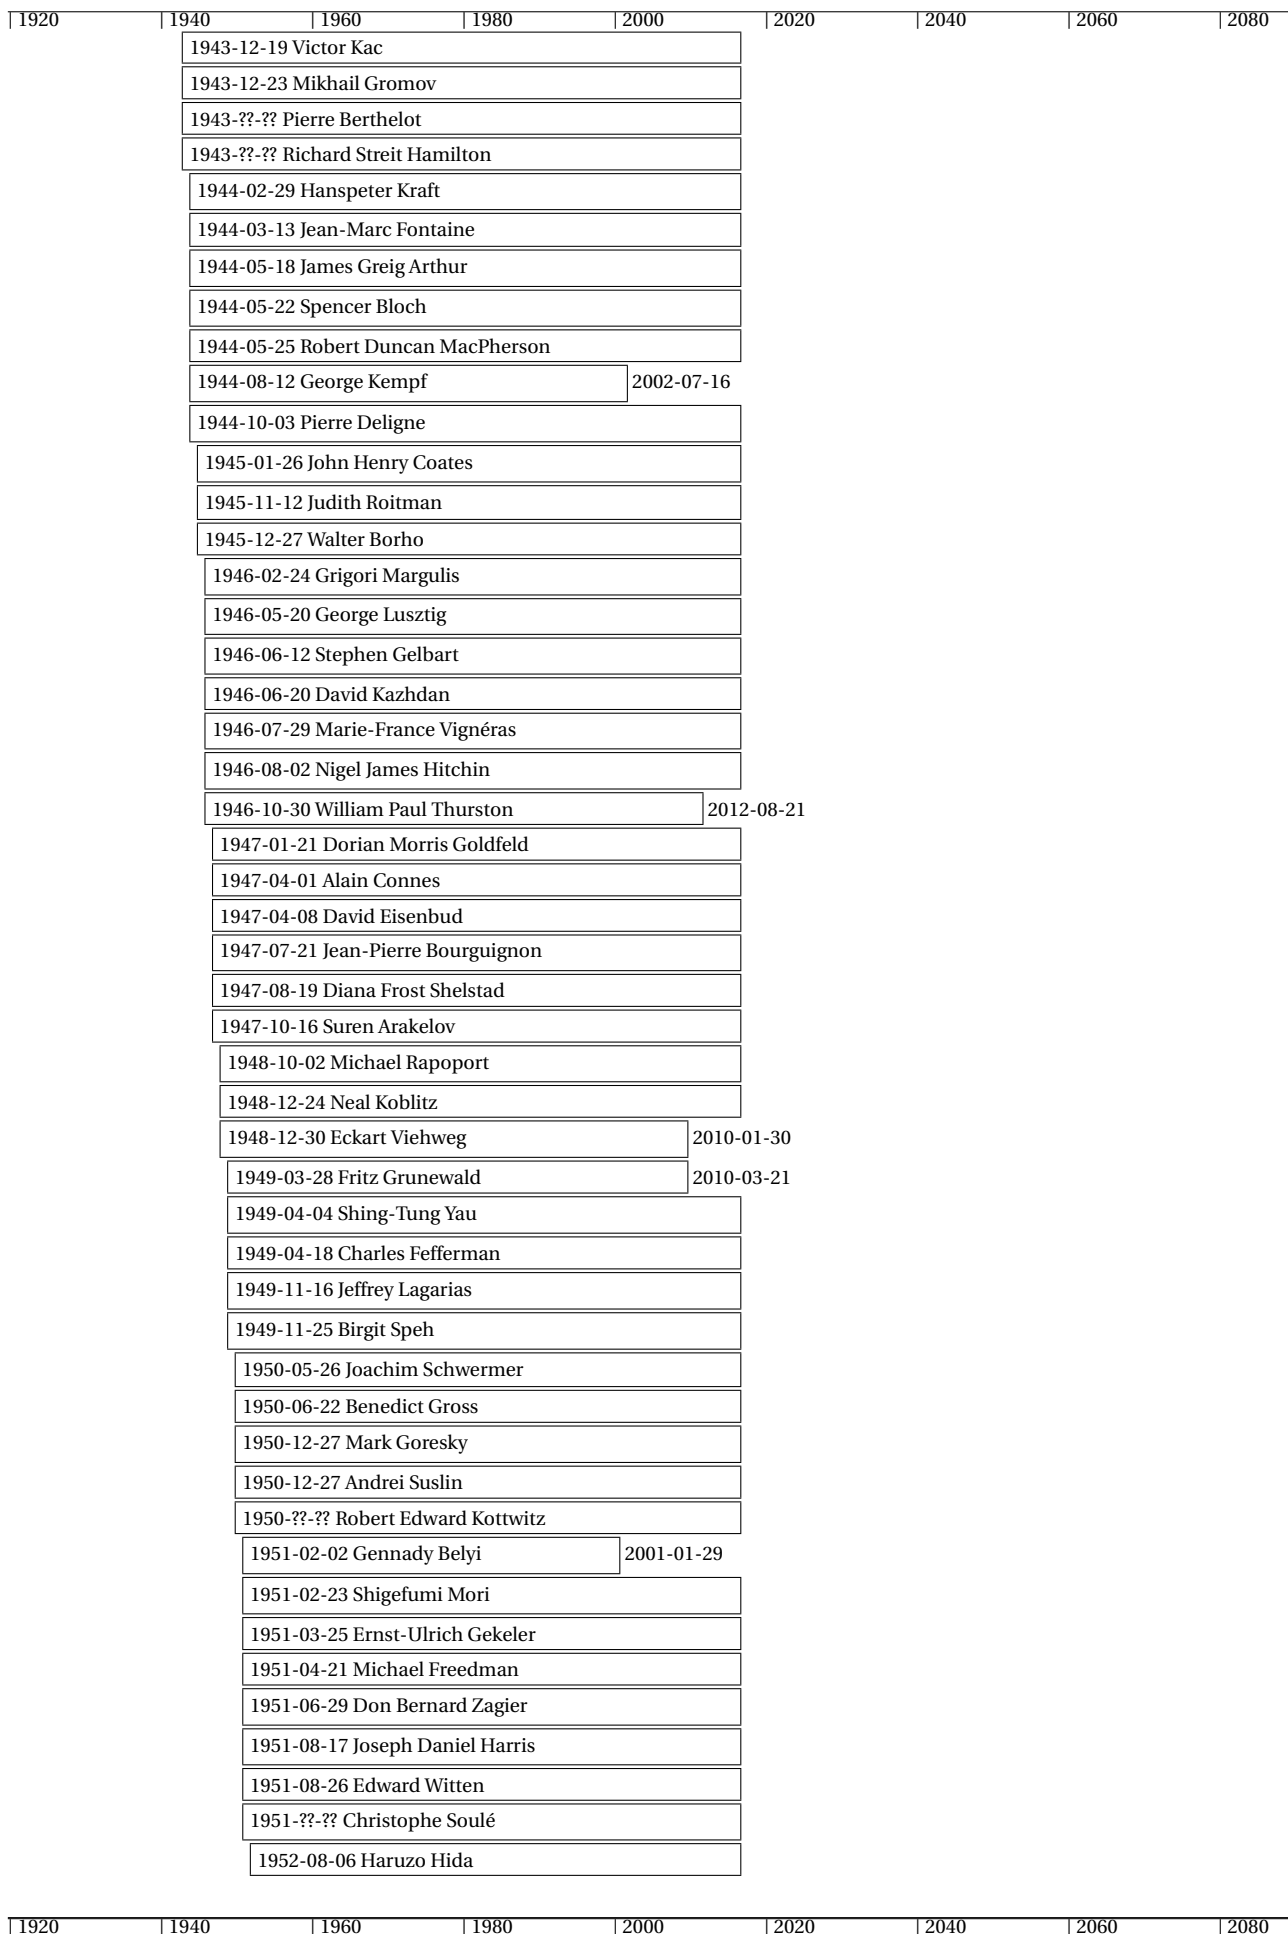 1920 1940 1960 1980 2000 2020 2040 2060 2080
1943-12-19 Victor Kac
1943-12-23 Mikhail Gromov
1943-??-?? Pierre Berthelot
1943-??-?? Richard Streit Hamilton
1944-02-29 Hanspeter Kraft
1944-03-13 Jean-Marc Fontaine
1944-05-18 James Greig Arthur
1944-05-22 Spencer Bloch
1944-05-25 Robert Duncan MacPherson
1944-08-12 George Kempf 2002-07-16
1944-10-03 Pierre Deligne
1945-01-26 John Henry Coates
1945-11-12 Judith Roitman
1945-12-27 Walter Borho
1946-02-24 Grigori Margulis
1946-05-20 George Lusztig
1946-06-12 Stephen Gelbart
1946-06-20 David Kazhdan
1946-07-29 Marie-France Vignéras
1946-08-02 Nigel James Hitchin
1946-10-30 William Paul Thurston 2012-08-21
1947-01-21 Dorian Morris Goldfeld
1947-04-01 Alain Connes
1947-04-08 David Eisenbud
1947-07-21 Jean-Pierre Bourguignon
1947-08-19 Diana Frost Shelstad
1947-10-16 Suren Arakelov
1948-10-02 Michael Rapoport
1948-12-24 Neal Koblitz
1948-12-30 Eckart Viehweg 2010-01-30
1949-03-28 Fritz Grunewald 2010-03-21
1949-04-04 Shing-Tung Yau
1949-04-18 Charles Fefferman
1949-11-16 Jeffrey Lagarias
1949-11-25 Birgit Speh
1950-05-26 Joachim Schwermer
1950-06-22 Benedict Gross
1950-12-27 Mark Goresky
1950-12-27 Andrei Suslin
1950-??-?? Robert Edward Kottwitz
1951-02-02 Gennady Belyi 2001-01-29
1951-02-23 Shigefumi Mori
1951-03-25 Ernst-Ulrich Gekeler
1951-04-21 Michael Freedman
1951-06-29 Don Bernard Zagier
1951-08-17 Joseph Daniel Harris
1951-08-26 Edward Witten
1951-??-?? Christophe Soulé
1952-08-06 Haruzo Hida
1920 1940 1960 1980 2000 2020 2040 2060 2080